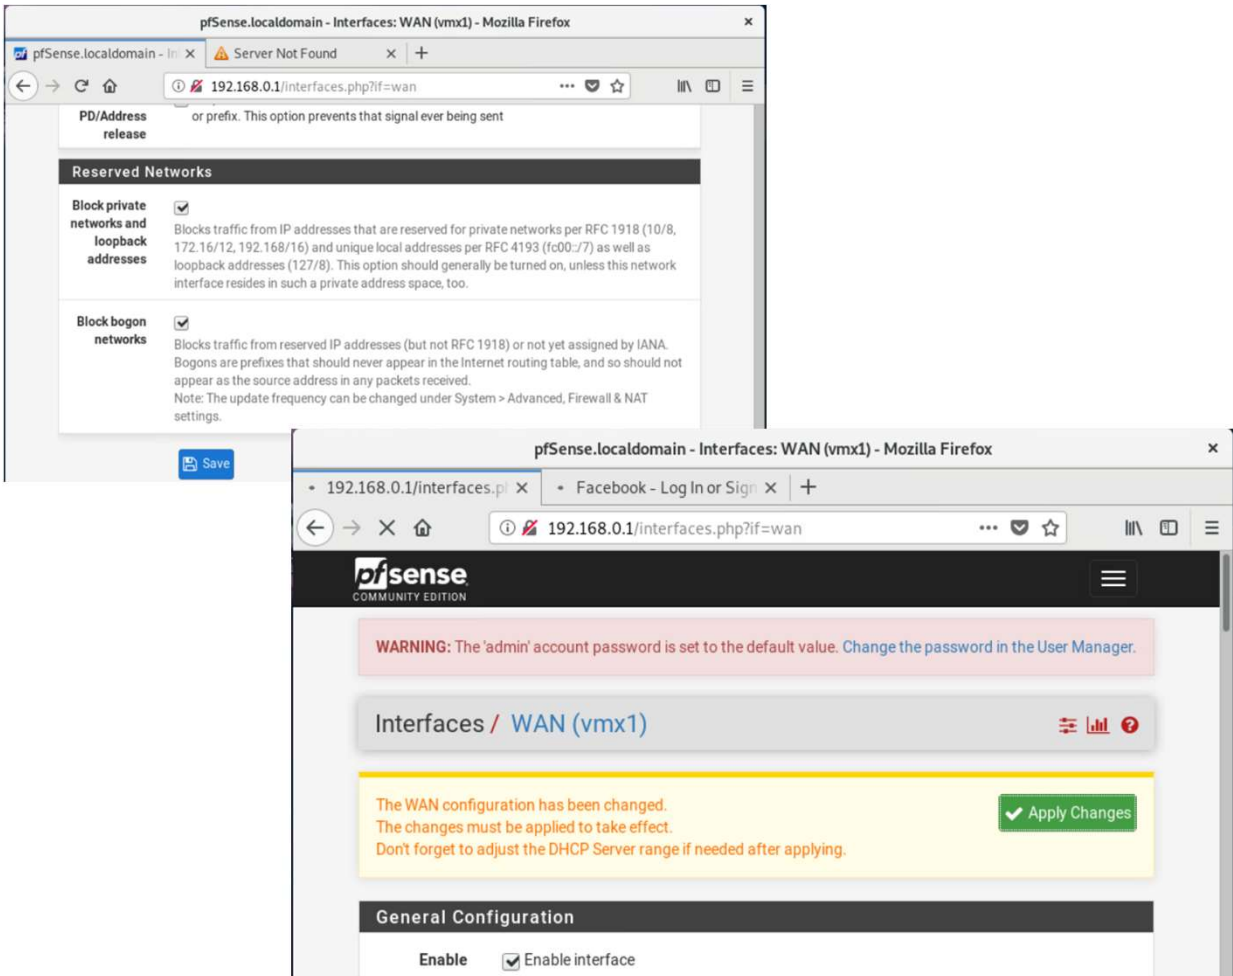 pfSense.localdomain - Interfaces: WAN (vmx1) - Mozilla Firefox
pfSense.localdomain - In
Server Not Found
192.168.0.1/interfaces.php?if=wan
PD/Address
release
or prefix. This option prevents that signal ever being sent
Reserved Networks
Block private
networks and
loopback
addresses
Blocks traffic from IP addresses that are reserved for private networks per RFC 1918 (10/8,
172.16/12, 192.168/16) and unique local addresses per RFC 4193 (fc00::/7) as well as
loopback addresses (127/8). This option should generally be turned on, unless this network
interface resides in such a private address space, too.
Block bogon
networks
Blocks traffic from reserved IP addresses (but not RFC 1918) or not yet assigned by IANA.
Bogons are prefixes that should never appear in the Internet routing table, and so should not
appear as the source address in any packets received.
Note: The update frequency can be changed under System > Advanced, Firewall & NAT
settings.
Save
pfSense.localdomain - Interfaces: WAN (vmx1) - Mozilla Firefox
192.168.0.1/interfaces.p
Facebook - Log In or Sign
192.168.0.1/interfaces.php?if=wan
pfsense
COMMUNITY EDITION
WARNING: The 'admin' account password is set to the default value. Change the password in the User Manager.
Interfaces / WAN (vmx1)
The WAN configuration has been changed.
The changes must be applied to take effect.
Don't forget to adjust the DHCP Server range if needed after applying.
Apply Changes
General Configuration
Enable
Enable interface